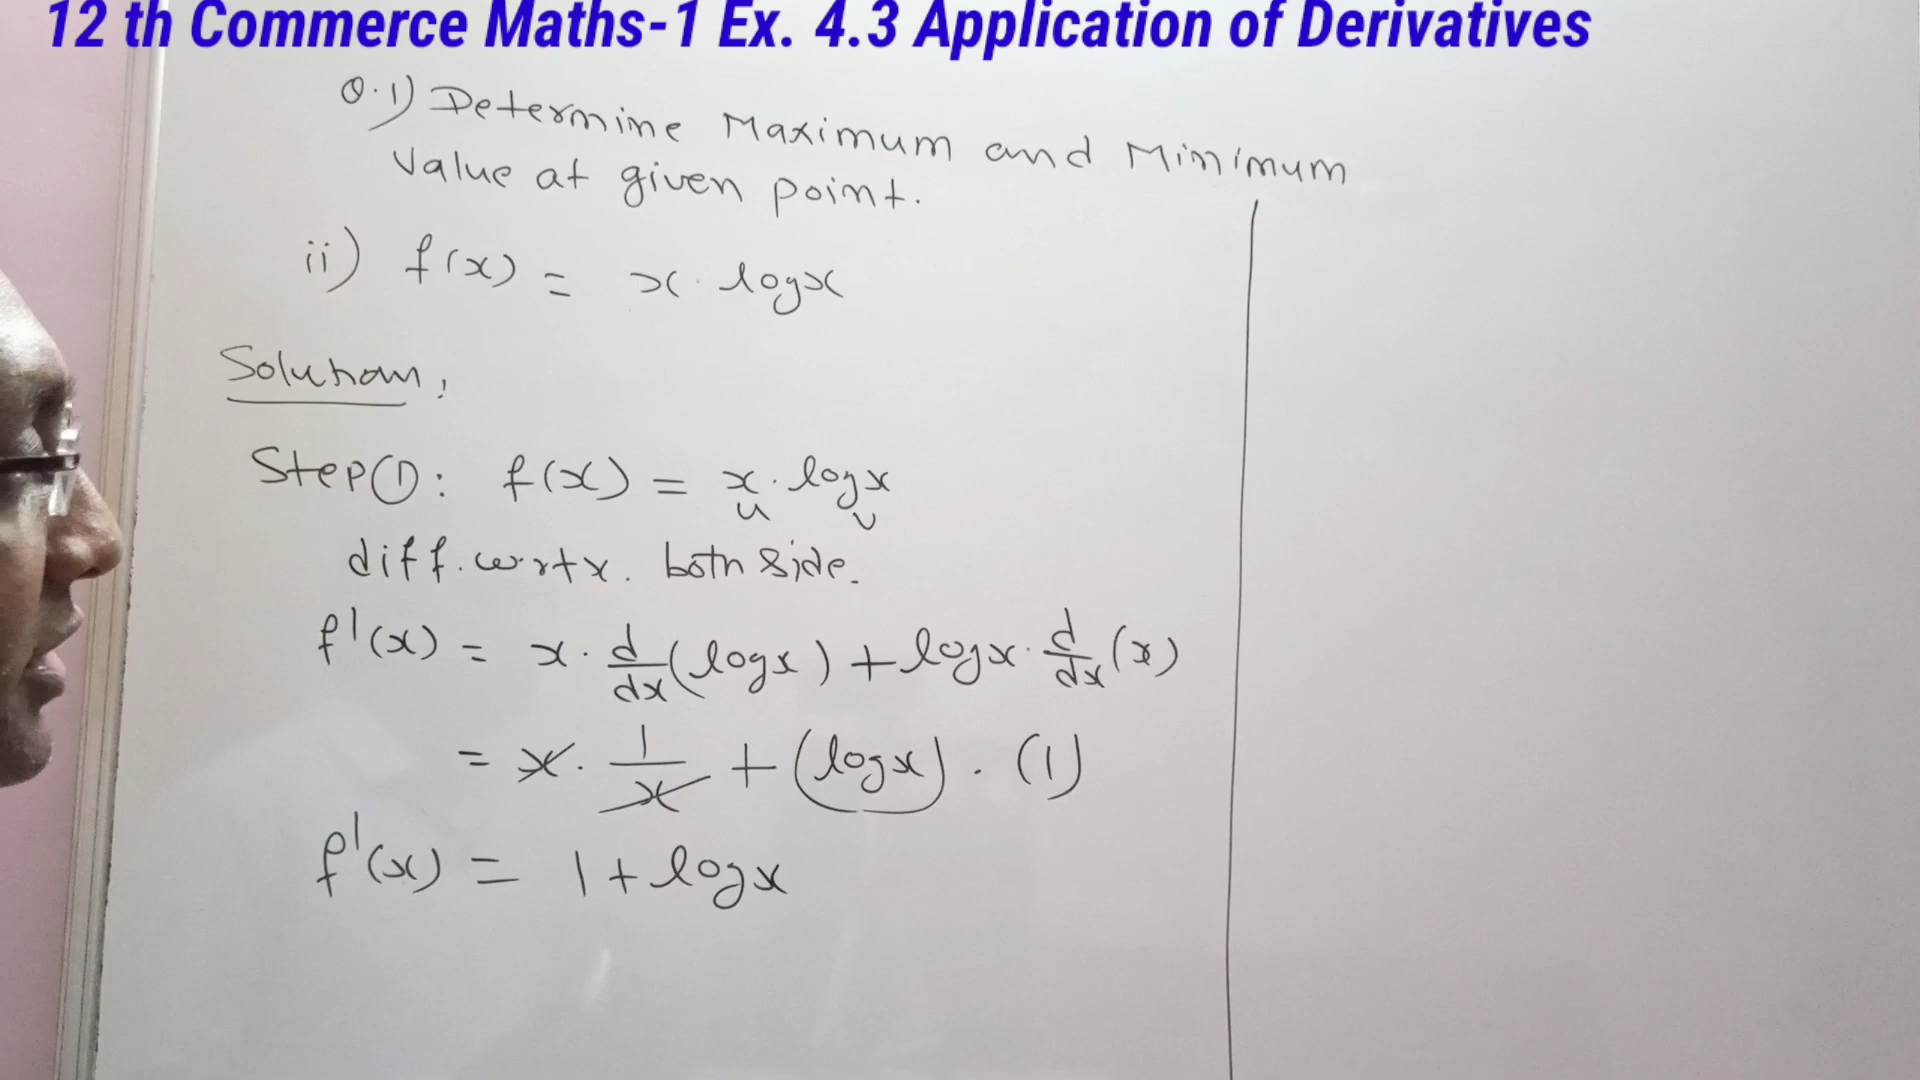 12 th Commerce Maths-1 Ex. 4.3 Application of Derivatives
Q.1) Determine Maximum and Minimum
value at given point.
ii) f(x) = x. logx
Solution:
Step①: f(x) = x. logx
u v
diff. w.r.t x. both side.
f'(x) = x. d/dx (logx) + logx. d/dx (x)
= x. 1/x + (logx). (1)
f'(x) = 1 + logx